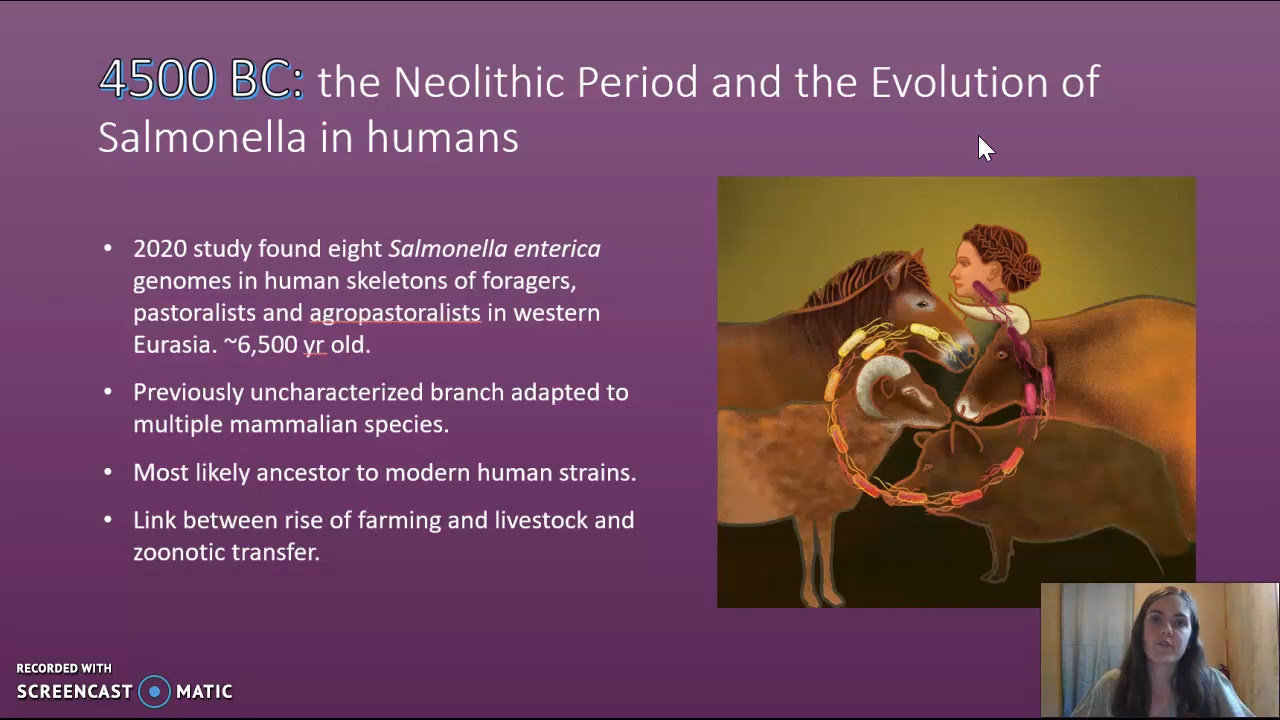 4500 BC: the Neolithic Period and the Evolution of
Salmonella in humans
• 2020 study found eight Salmonella enterica
genomes in human skeletons of foragers,
pastoralists and agropastoralists in western
Eurasia. ~6,500 yr old.
• Previously uncharacterized branch adapted to
multiple mammalian species.
• Most likely ancestor to modern human strains.
• Link between rise of farming and livestock and
zoonotic transfer.
RECORDED WITH
SCREENCAST MATIC